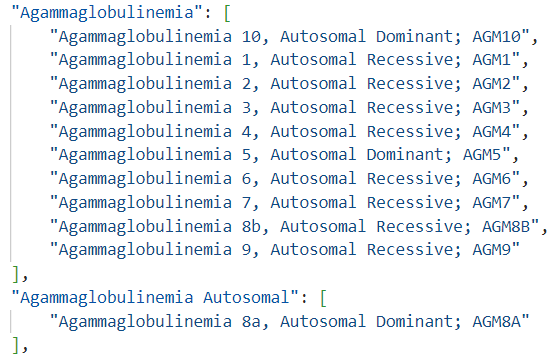 "Agammaglobulinemia": [
"Agammaglobulinemia 10, Autosomal Dominant; AGM10",
"Agammaglobulinemia 1, Autosomal Recessive; AGM1",
"Agammaglobulinemia 2, Autosomal Recessive; AGM2",
"Agammaglobulinemia 3, Autosomal Recessive; AGM3",
"Agammaglobulinemia 4, Autosomal Recessive; AGM4",
"Agammaglobulinemia 5, Autosomal Dominant; AGM5",
"Agammaglobulinemia 6, Autosomal Recessive; AGM6",
"Agammaglobulinemia 7, Autosomal Recessive; AGM7",
"Agammaglobulinemia 8b, Autosomal Recessive; AGM8B",
"Agammaglobulinemia 9, Autosomal Recessive; AGM9"
],
"Agammaglobulinemia Autosomal": [
"Agammaglobulinemia 8a, Autosomal Dominant; AGM8A"
],